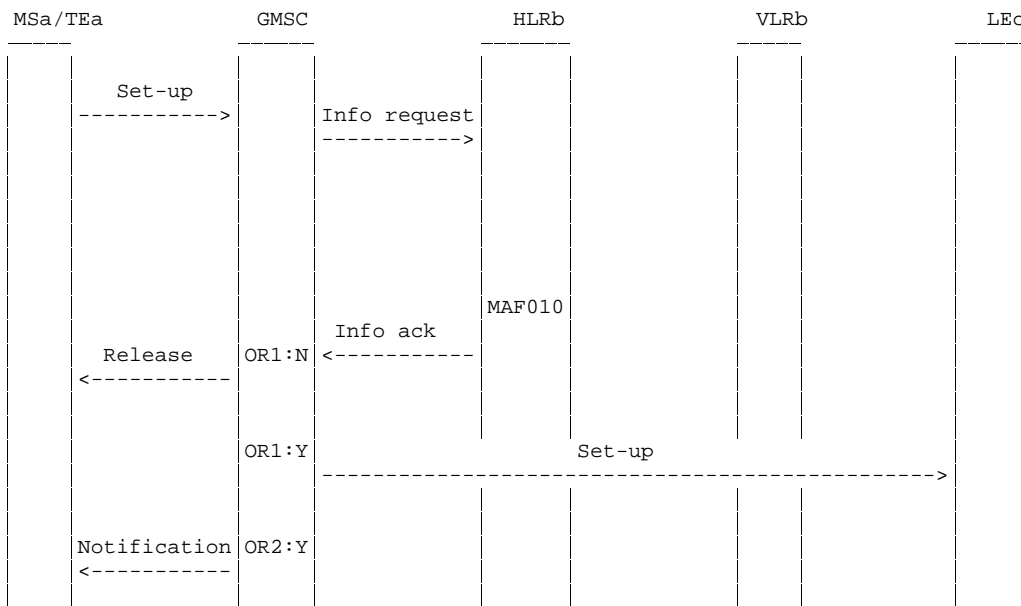 MSa/TEa GMSC HLRb VLRb LEc
Set-up
-----------> Info request
----------->
MAF010
Info ack
Release OR1:N <-----------
<-----------
OR1:Y Set-up
---------------------------------------------->
Notification OR2:Y
<-----------